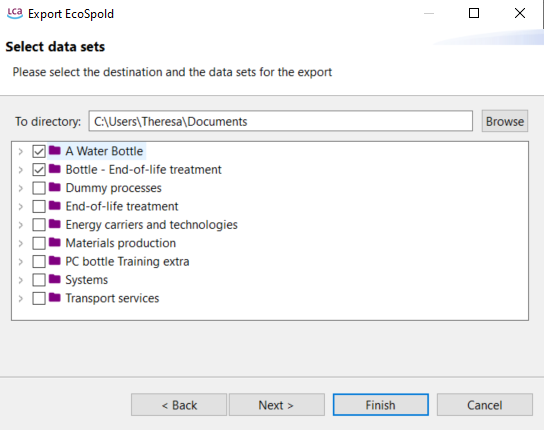 LCA Export EcoSpold
Select data sets
Please select the destination and the data sets for the export
To directory: C:\Users\Theresa\Documents Browse
A Water Bottle
Bottle - End-of-life treatment
Dummy processes
End-of-life treatment
Energy carriers and technologies
Materials production
PC bottle Training extra
Systems
Transport services
< Back Next > Finish Cancel